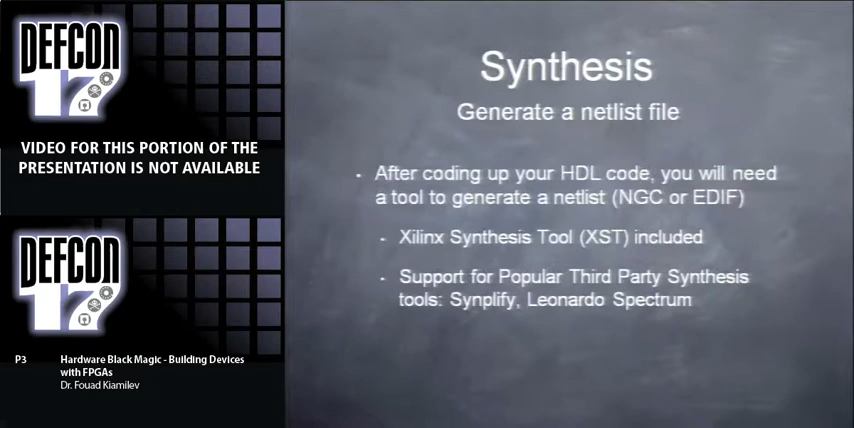 DEFCON
17
VIDEO FOR THIS PORTION OF THE
PRESENTATION IS NOT AVAILABLE
DEFCON
17
P3 Hardware Black Magic - Building Devices
with FPGAs
Dr. Fouad Kiamilev
Synthesis
Generate a netlist file
• After coding up your HDL code, you will need
a tool to generate a netlist (NGC or EDIF)
• Xilinx Synthesis Tool (XST) included
• Support for Popular Third Party Synthesis
tools: Synplify, Leonardo Spectrum